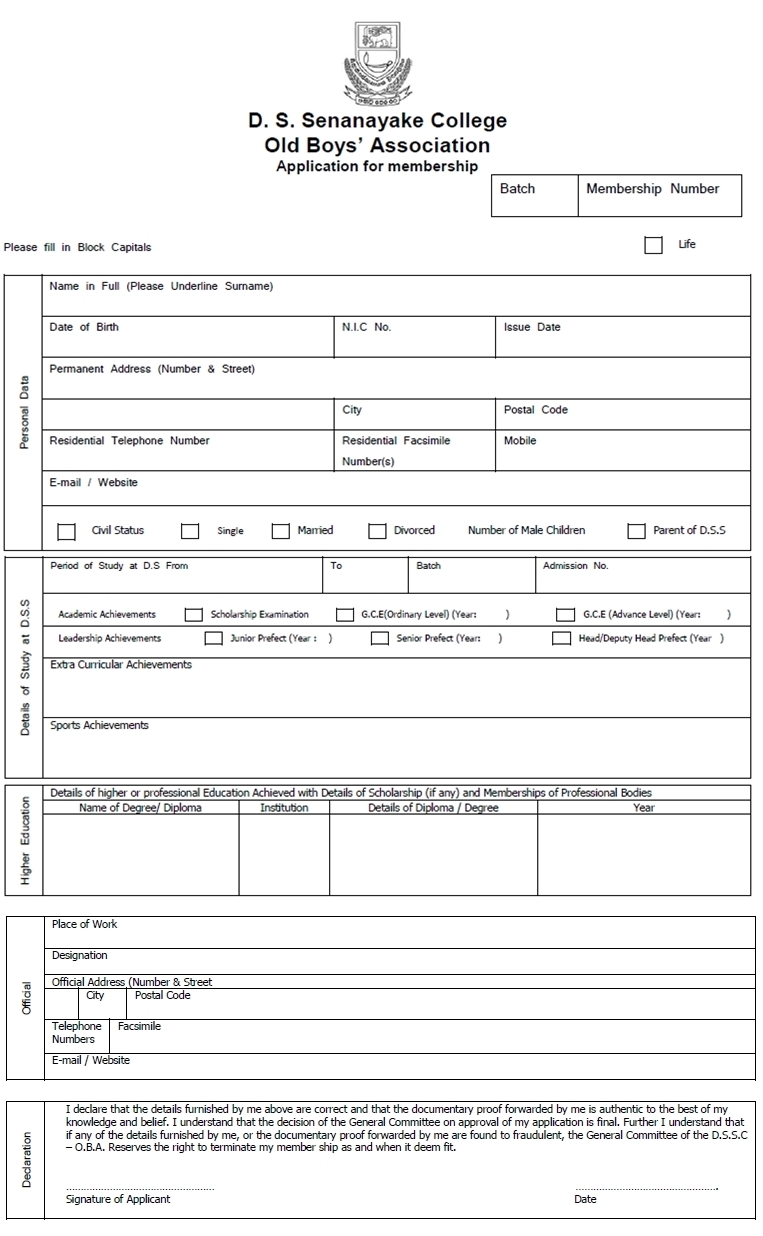 D. S. Senanayake College
Old Boys' Association
Application for membership
Batch Membership Number
Please fill in Block Capitals
Life
Personal Data
Name in Full (Please Underline Surname)
Date of Birth N.I.C No. Issue Date
Permanent Address (Number & Street)
City Postal Code
Residential Telephone Number Residential Facsimile Mobile
Number(s)
E-mail / Website
Civil Status Single Married Divorced Number of Male Children Parent of D.S.S
Details of Study at D.S.S
Period of Study at D.S From To Batch Admission No.
Academic Achievements Scholarship Examination G.C.E(Ordinary Level) (Year: ) G.C.E (Advance Level) (Year: )
Leadership Achievements Junior Prefect (Year : ) Senior Prefect (Year: ) Head/Deputy Head Prefect (Year )
Extra Curricular Achievements
Sports Achievements
Higher Education
Details of higher or professional Education Achieved with Details of Scholarship (if any) and Memberships of Professional Bodies
Name of Degree/ Diploma Institution Details of Diploma / Degree Year
Official
Place of Work
Designation
Official Address (Number & Street
City Postal Code
Telephone Facsimile
Numbers
E-mail / Website
Declaration
I declare that the details furnished by me above are correct and that the documentary proof forwarded by me is authentic to the best of my
knowledge and belief. I understand that the decision of the General Committee on approval of my application is final. Further I understand that
if any of the details furnished by me, or the documentary proof forwarded by me are found to fraudulent, the General Committee of the D.S.S.C
– O.B.A. Reserves the right to terminate my member ship as and when it deem fit.
Signature of Applicant Date